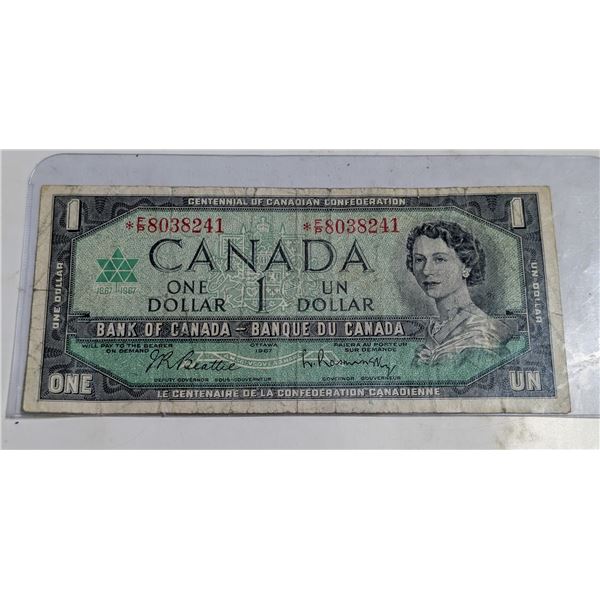 CENTENNIAL OF CANADIAN CONFEDERATION
1 1
*F/P8038241 *F/P8038241
CANADA
1867 1967
ONE DOLLAR 1 UN DOLLAR
ONE DOLLAR UN DOLLAR
BANK OF CANADA – BANQUE DU CANADA
WILL PAY TO THE BEARER ON DEMAND
OTTAWA 1967
PAIERA AU PORTEUR SUR DEMANDE
J.R. Beattie L. Rasminsky
DEPUTY GOVERNOR SOUS-GOUVERNEUR GOVERNOR GOUVERNEUR
ONE UN
LE CENTENAIRE DE LA CONFÉDÉRATION CANADIENNE